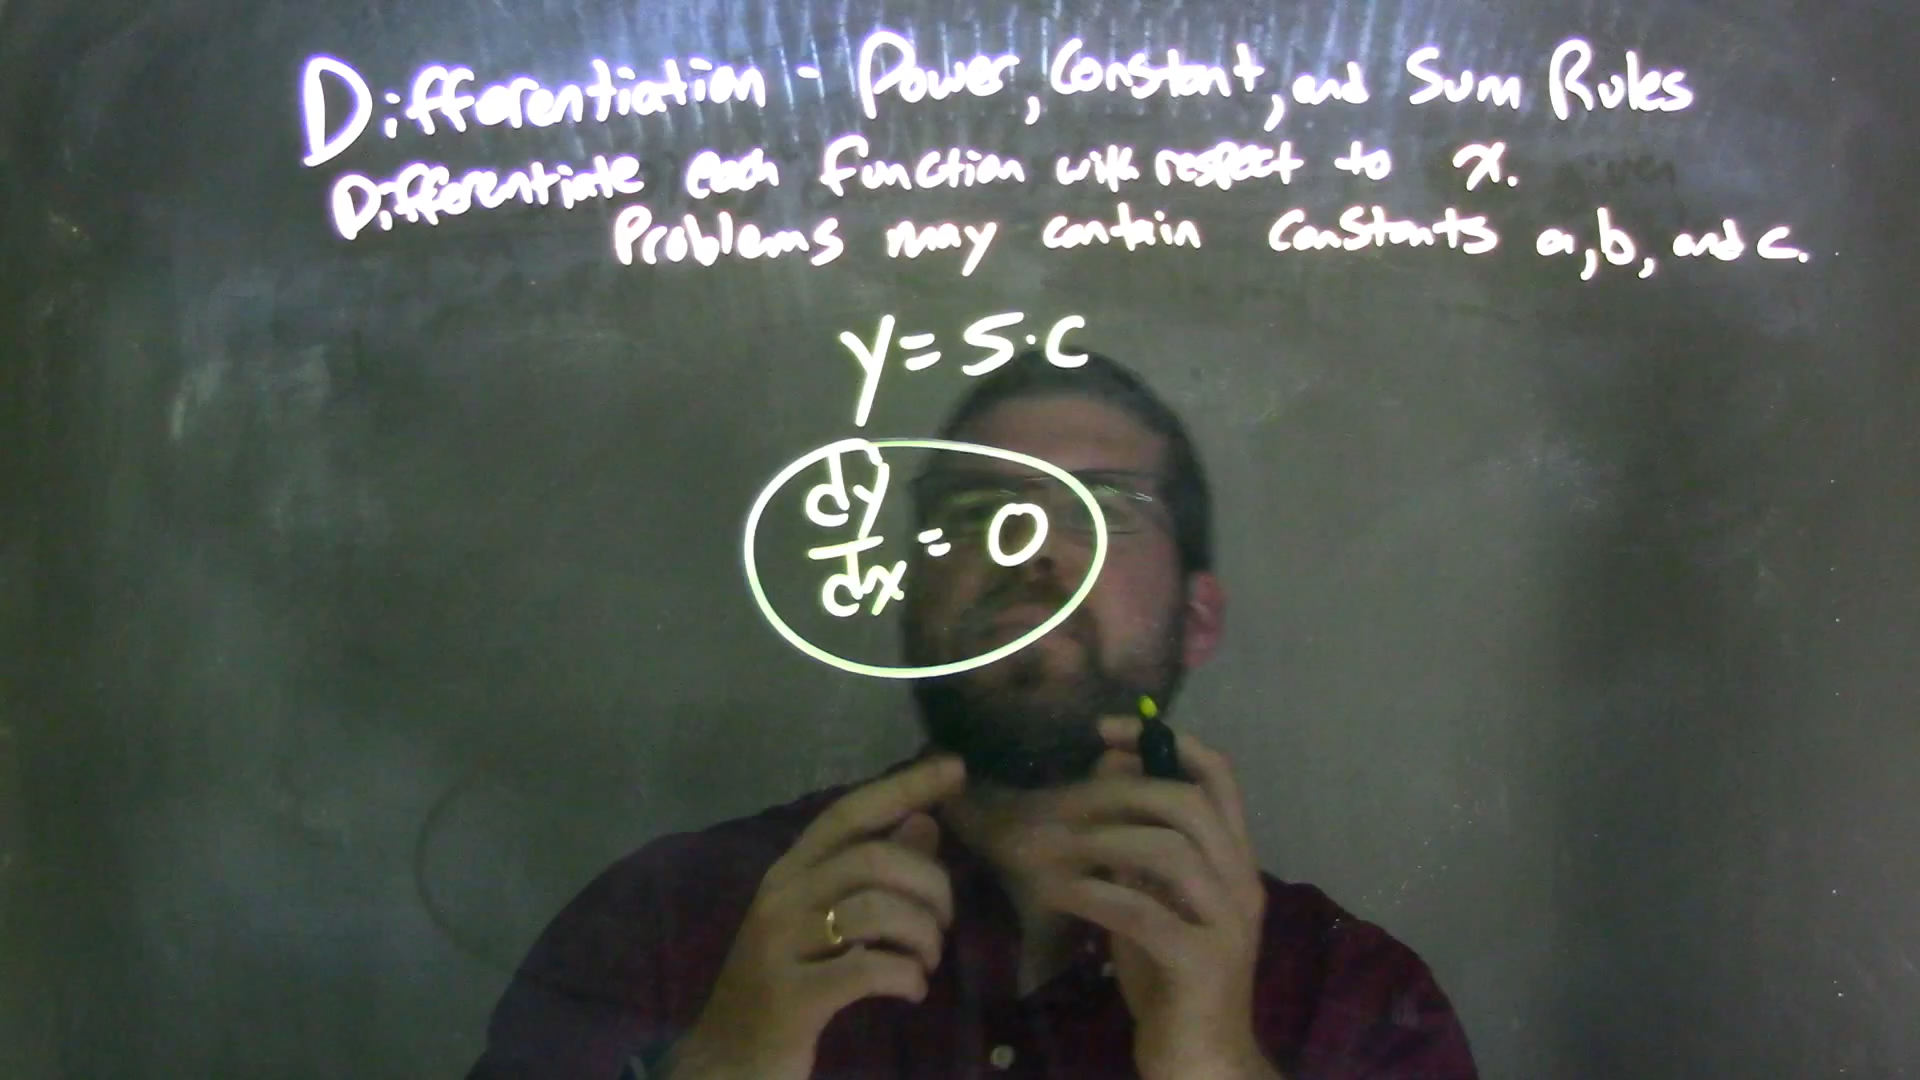 Differentiation - Power, Constant, and Sum Rules
Differentiate each function with respect to x.
Problems may contain constants a, b, and c.
y = 5·c
dy/dx = 0